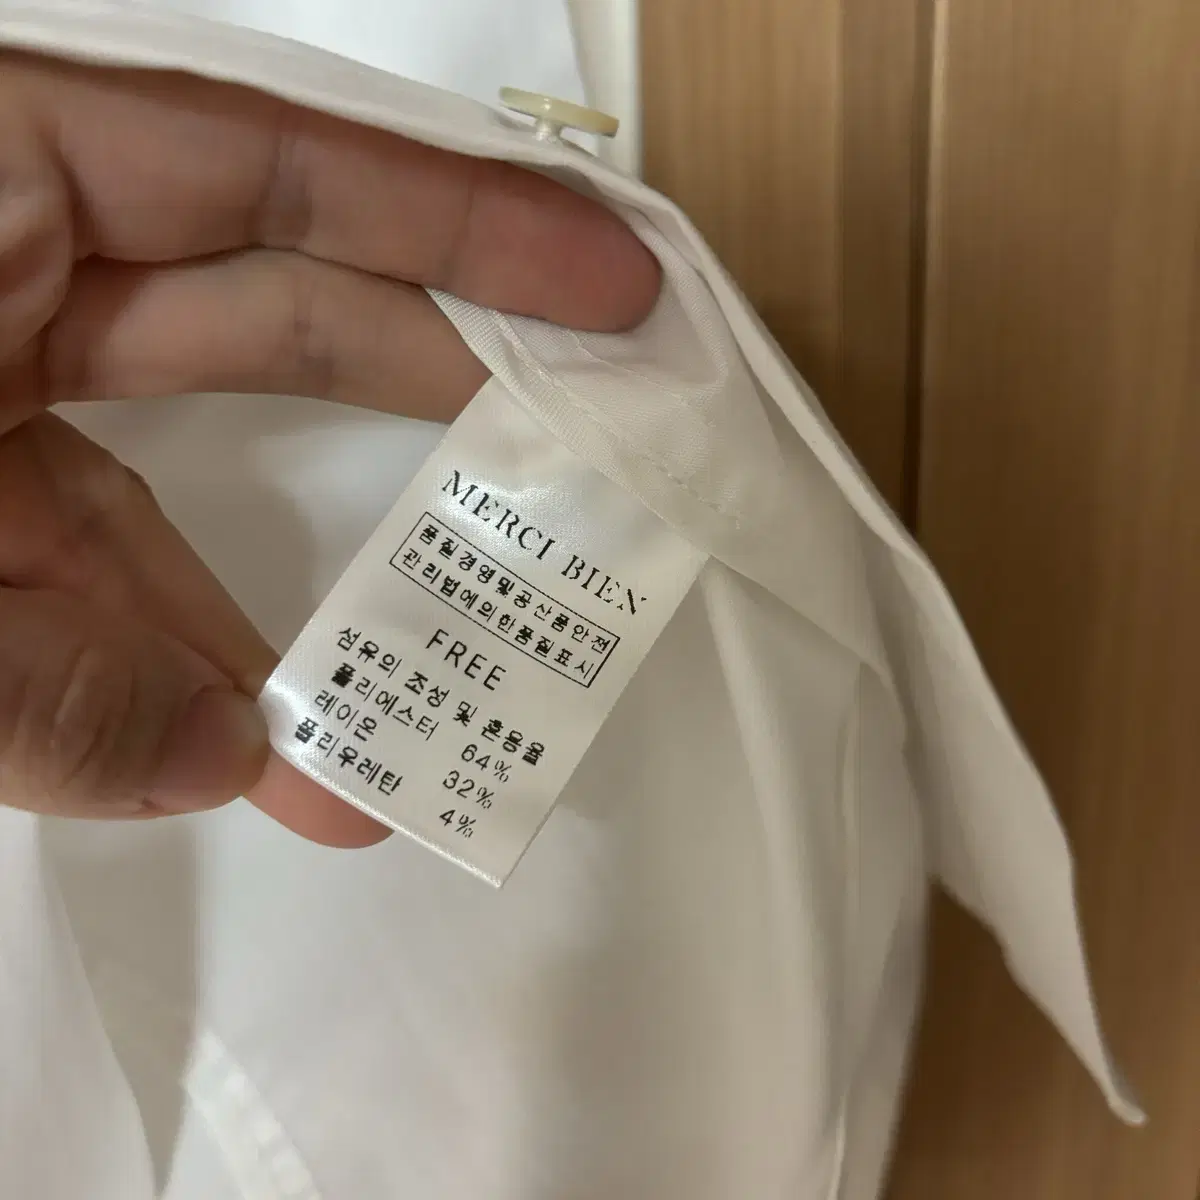 MERCI BIEN
품질경영및공산품안전
관리법에의한품질표시
FREE
섬유의 조성 및 혼용율
폴리에스터 64%
레이온 32%
폴리우레탄 4%